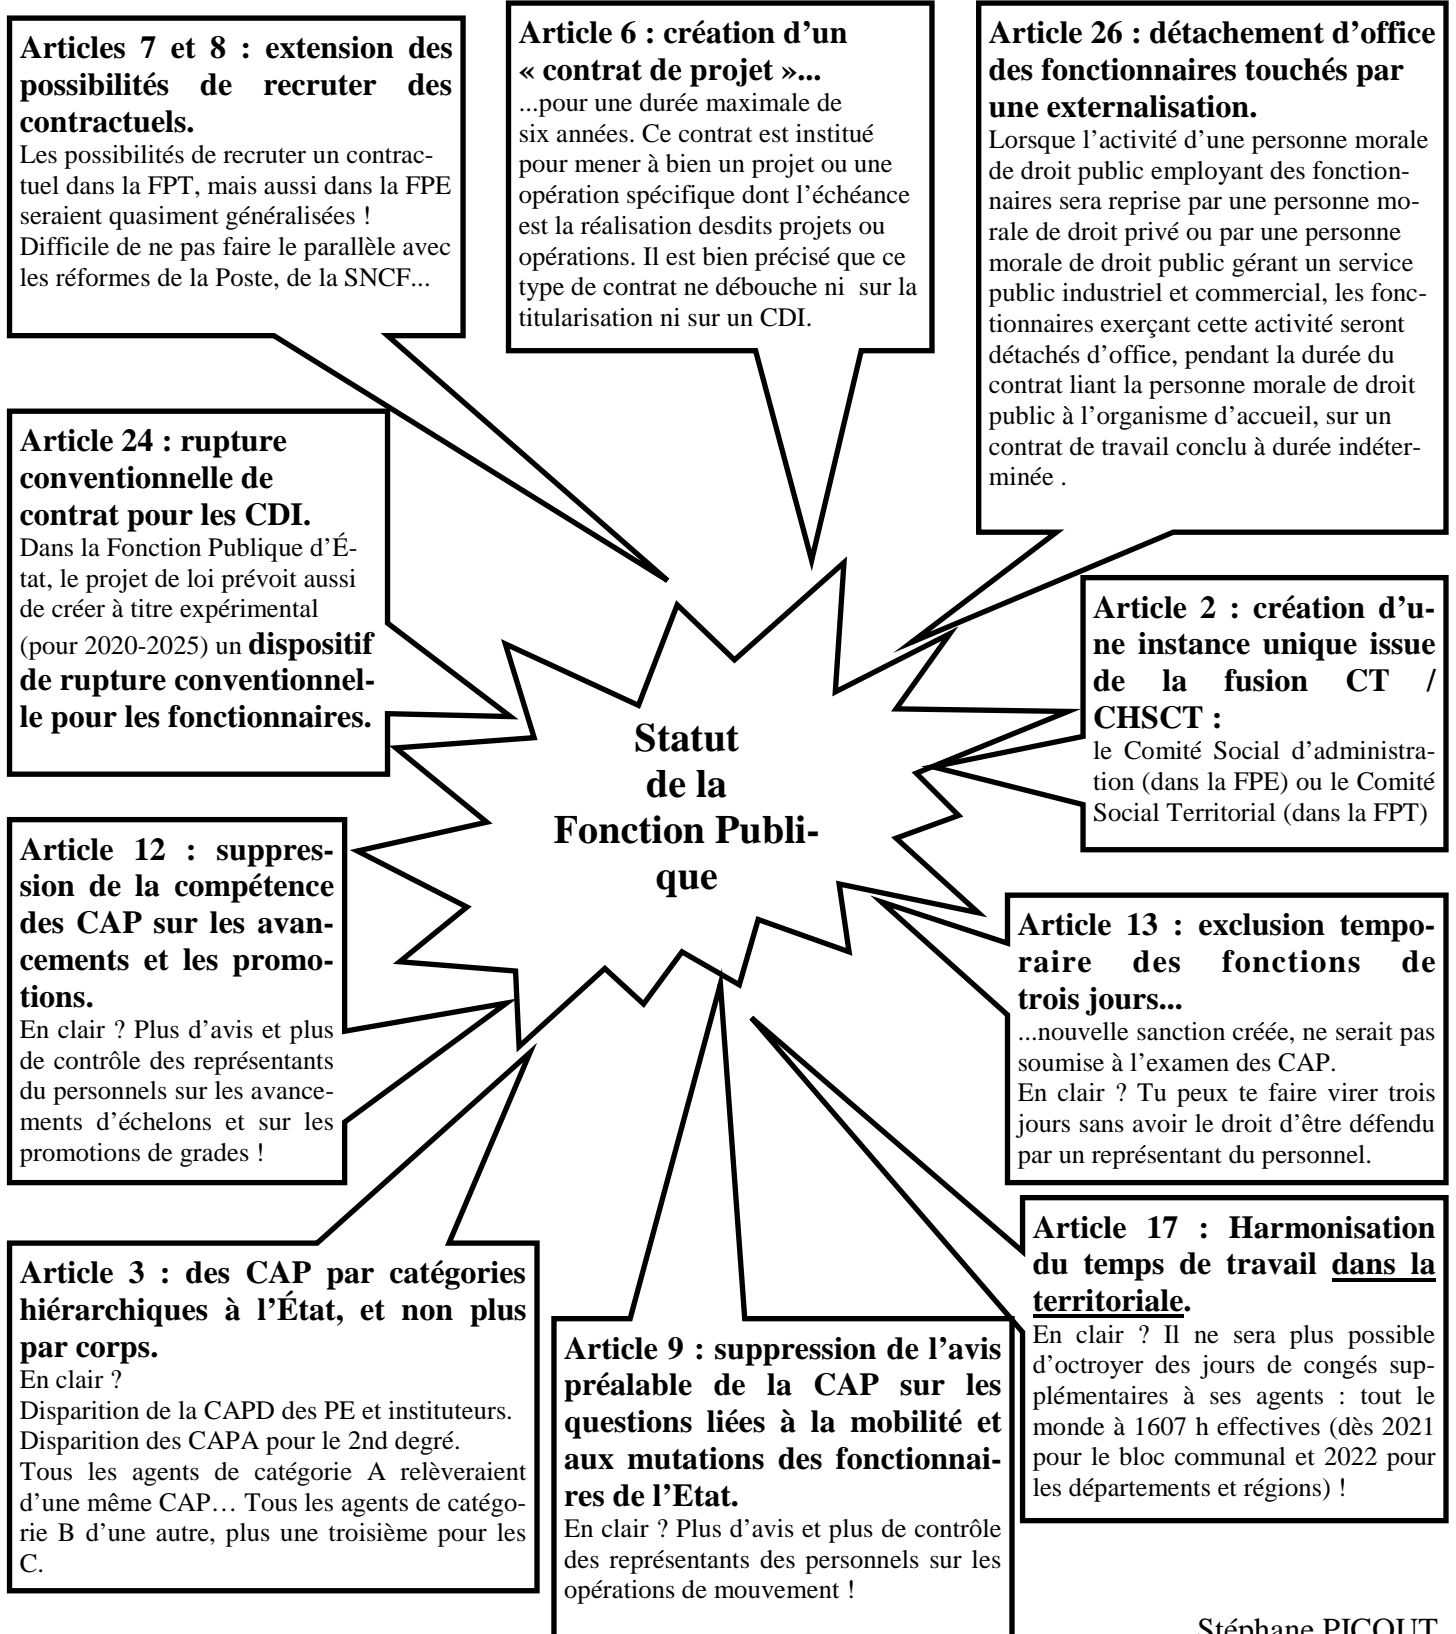 Articles 7 et 8 : extension des
possibilités de recruter des
contractuels.
Les possibilités de recruter un contrac-
tuel dans la FPT, mais aussi dans la FPE
seraient quasiment généralisées !
Difficile de ne pas faire le parallèle avec
les réformes de la Poste, de la SNCF...
Article 6 : création d’un
« contrat de projet »...
...pour une durée maximale de
six années. Ce contrat est institué
pour mener à bien un projet ou une
opération spécifique dont l’échéance
est la réalisation desdits projets ou
opérations. Il est bien précisé que ce
type de contrat ne débouche ni sur la
titularisation ni sur un CDI.
Article 26 : détachement d’office
des fonctionnaires touchés par
une externalisation.
Lorsque l’activité d’une personne morale
de droit public employant des fonction-
naires sera reprise par une personne mo-
rale de droit privé ou par une personne
morale de droit public gérant un service
public industriel et commercial, les fonc-
tionnaires exerçant cette activité seront
détachés d’office, pendant la durée du
contrat liant la personne morale de droit
public à l’organisme d’accueil, sur un
contrat de travail conclu à durée indéter-
minée .
Article 24 : rupture
conventionnelle de
contrat pour les CDI.
Dans la Fonction Publique d’É-
tat, le projet de loi prévoit aussi
de créer à titre expérimental
(pour 2020-2025) un dispositif
de rupture conventionnel-
le pour les fonctionnaires.
Article 2 : création d’u-
ne instance unique issue
de la fusion CT /
CHSCT :
le Comité Social d’administra-
tion (dans la FPE) ou le Comité
Social Territorial (dans la FPT)
Statut
de la
Fonction Publi-
que
Article 12 : suppres-
sion de la compétence
des CAP sur les avan-
cements et les promo-
tions.
En clair ? Plus d’avis et plus
de contrôle des représentants
du personnels sur les avance-
ments d’échelons et sur les
promotions de grades !
Article 13 : exclusion tempo-
raire des fonctions de
trois jours...
...nouvelle sanction créée, ne serait pas
soumise à l’examen des CAP.
En clair ? Tu peux te faire virer trois
jours sans avoir le droit d’être défendu
par un représentant du personnel.
Article 3 : des CAP par catégories
hiérarchiques à l’État, et non plus
par corps.
En clair ?
Disparition de la CAPD des PE et instituteurs.
Disparition des CAPA pour le 2nd degré.
Tous les agents de catégorie A relèveraient
d’une même CAP… Tous les agents de catégo-
rie B d’une autre, plus une troisième pour les
C.
Article 9 : suppression de l’avis
préalable de la CAP sur les
questions liées à la mobilité et
aux mutations des fonctionnai-
res de l’Etat.
En clair ? Plus d’avis et plus de contrôle
des représentants des personnels sur les
opérations de mouvement !
Article 17 : Harmonisation
du temps de travail dans la
territoriale.
En clair ? Il ne sera plus possible
d’octroyer des jours de congés sup-
plémentaires à ses agents : tout le
monde à 1607 h effectives (dès 2021
pour le bloc communal et 2022 pour
les départements et régions) !
Stéphane PICOUT